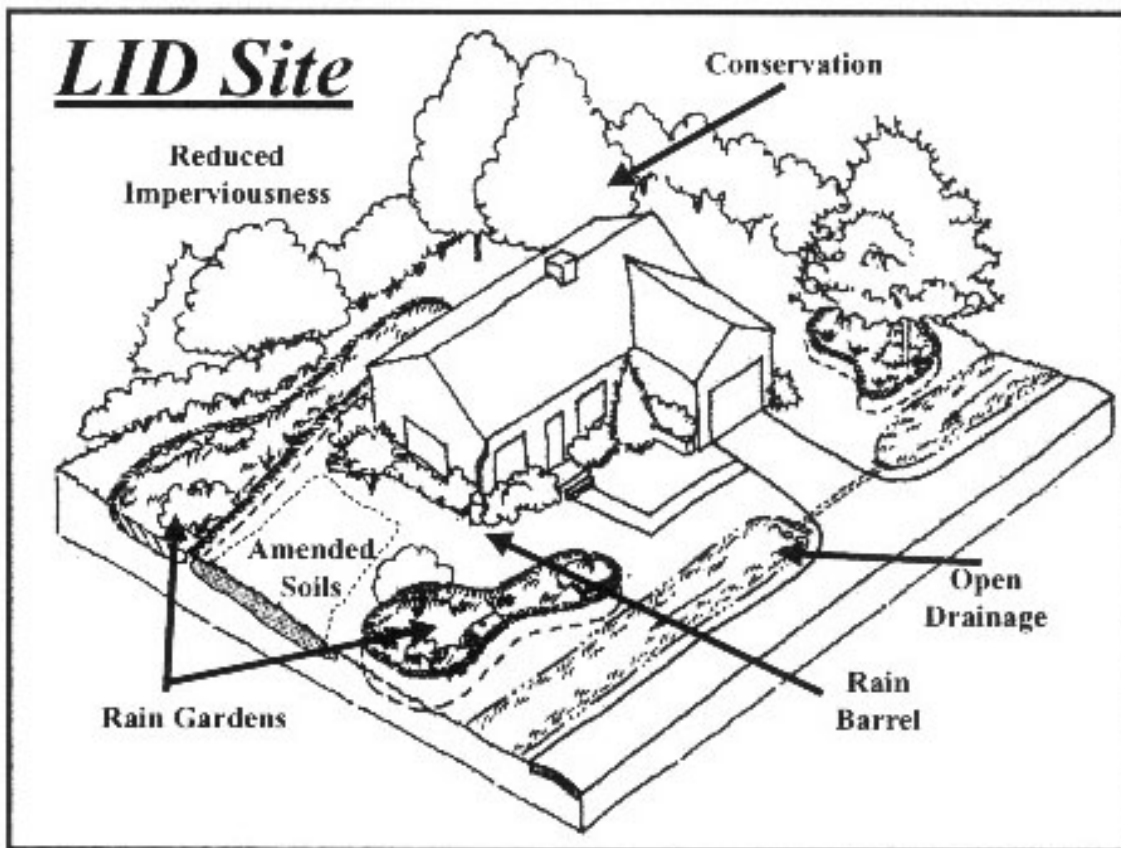 LID Site
Conservation
Reduced
Imperviousness
Amended
Soils
Open
Drainage
Rain
Barrel
Rain Gardens